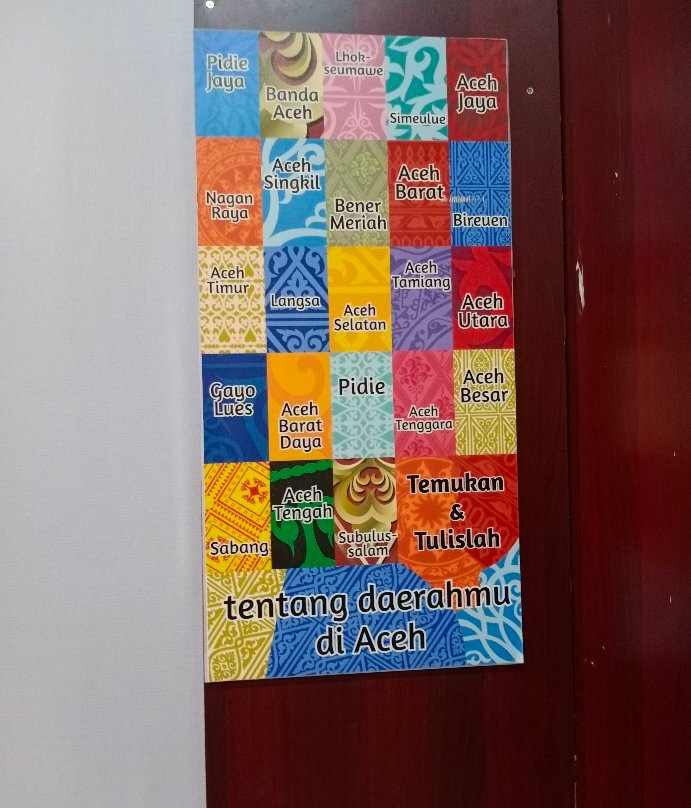 Pidie
Jaya
Banda
Aceh
Lhok-
seumawe
Simeulue
Aceh
Jaya
Nagan
Raya
Aceh
Singkil
Bener
Meriah
Aceh
Barat
Bireuen
Aceh
Timur
Langsa
Aceh
Selatan
Aceh
Tamiang
Aceh
Utara
Gayo
Lues
Aceh
Barat
Daya
Pidie
Aceh
Tenggara
Aceh
Besar
Sabang
Aceh
Tengah
Subulus-
salam
Temukan
&
Tulislah
tentang daerahmu
di Aceh